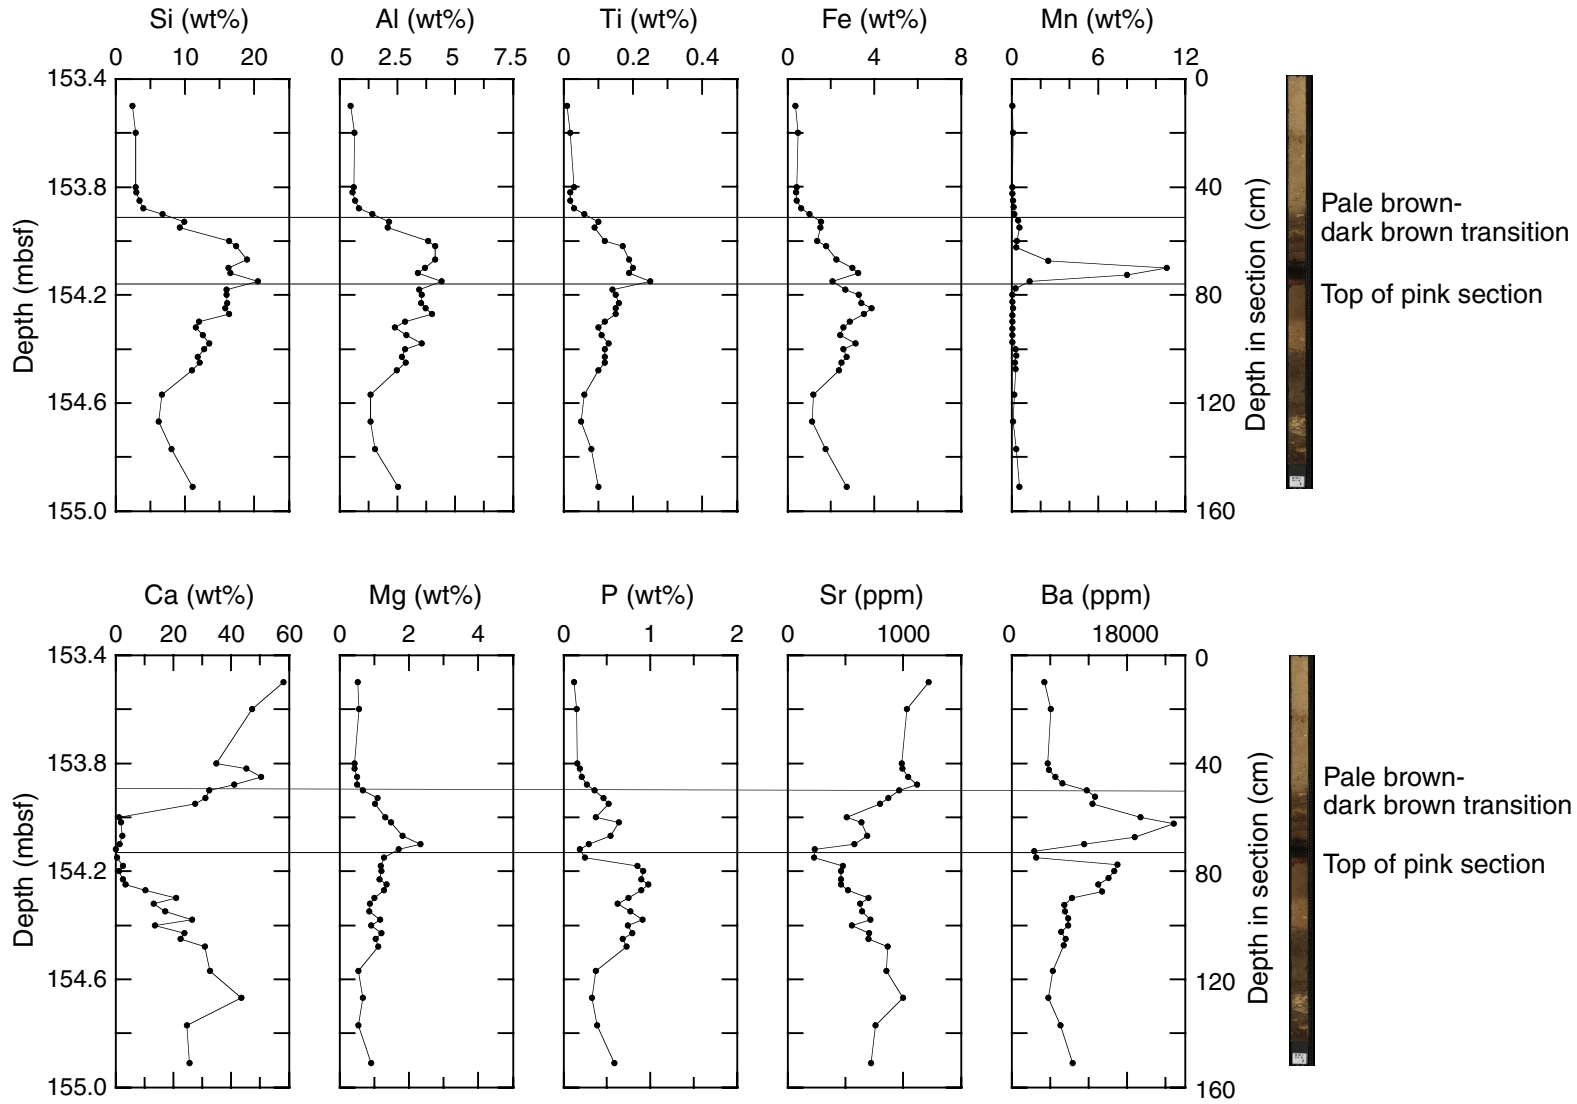 Si (wt%) Al (wt%) Ti (wt%) Fe (wt%) Mn (wt%)
0 10 20 0 2.5 5 7.5 0 0.2 0.4 0 4 8 0 6 12
153.4 0
153.8 40
Pale brown-
dark brown transition
154.2 80
Top of pink section
154.6 120
155.0 160
Depth (mbsf)
Depth in section (cm)
Ca (wt%) Mg (wt%) P (wt%) Sr (ppm) Ba (ppm)
0 20 40 60 0 2 4 0 1 2 0 1000 0 18000
153.4 0
153.8 40
Pale brown-
dark brown transition
154.2 80
Top of pink section
154.6 120
155.0 160
Depth (mbsf)
Depth in section (cm)